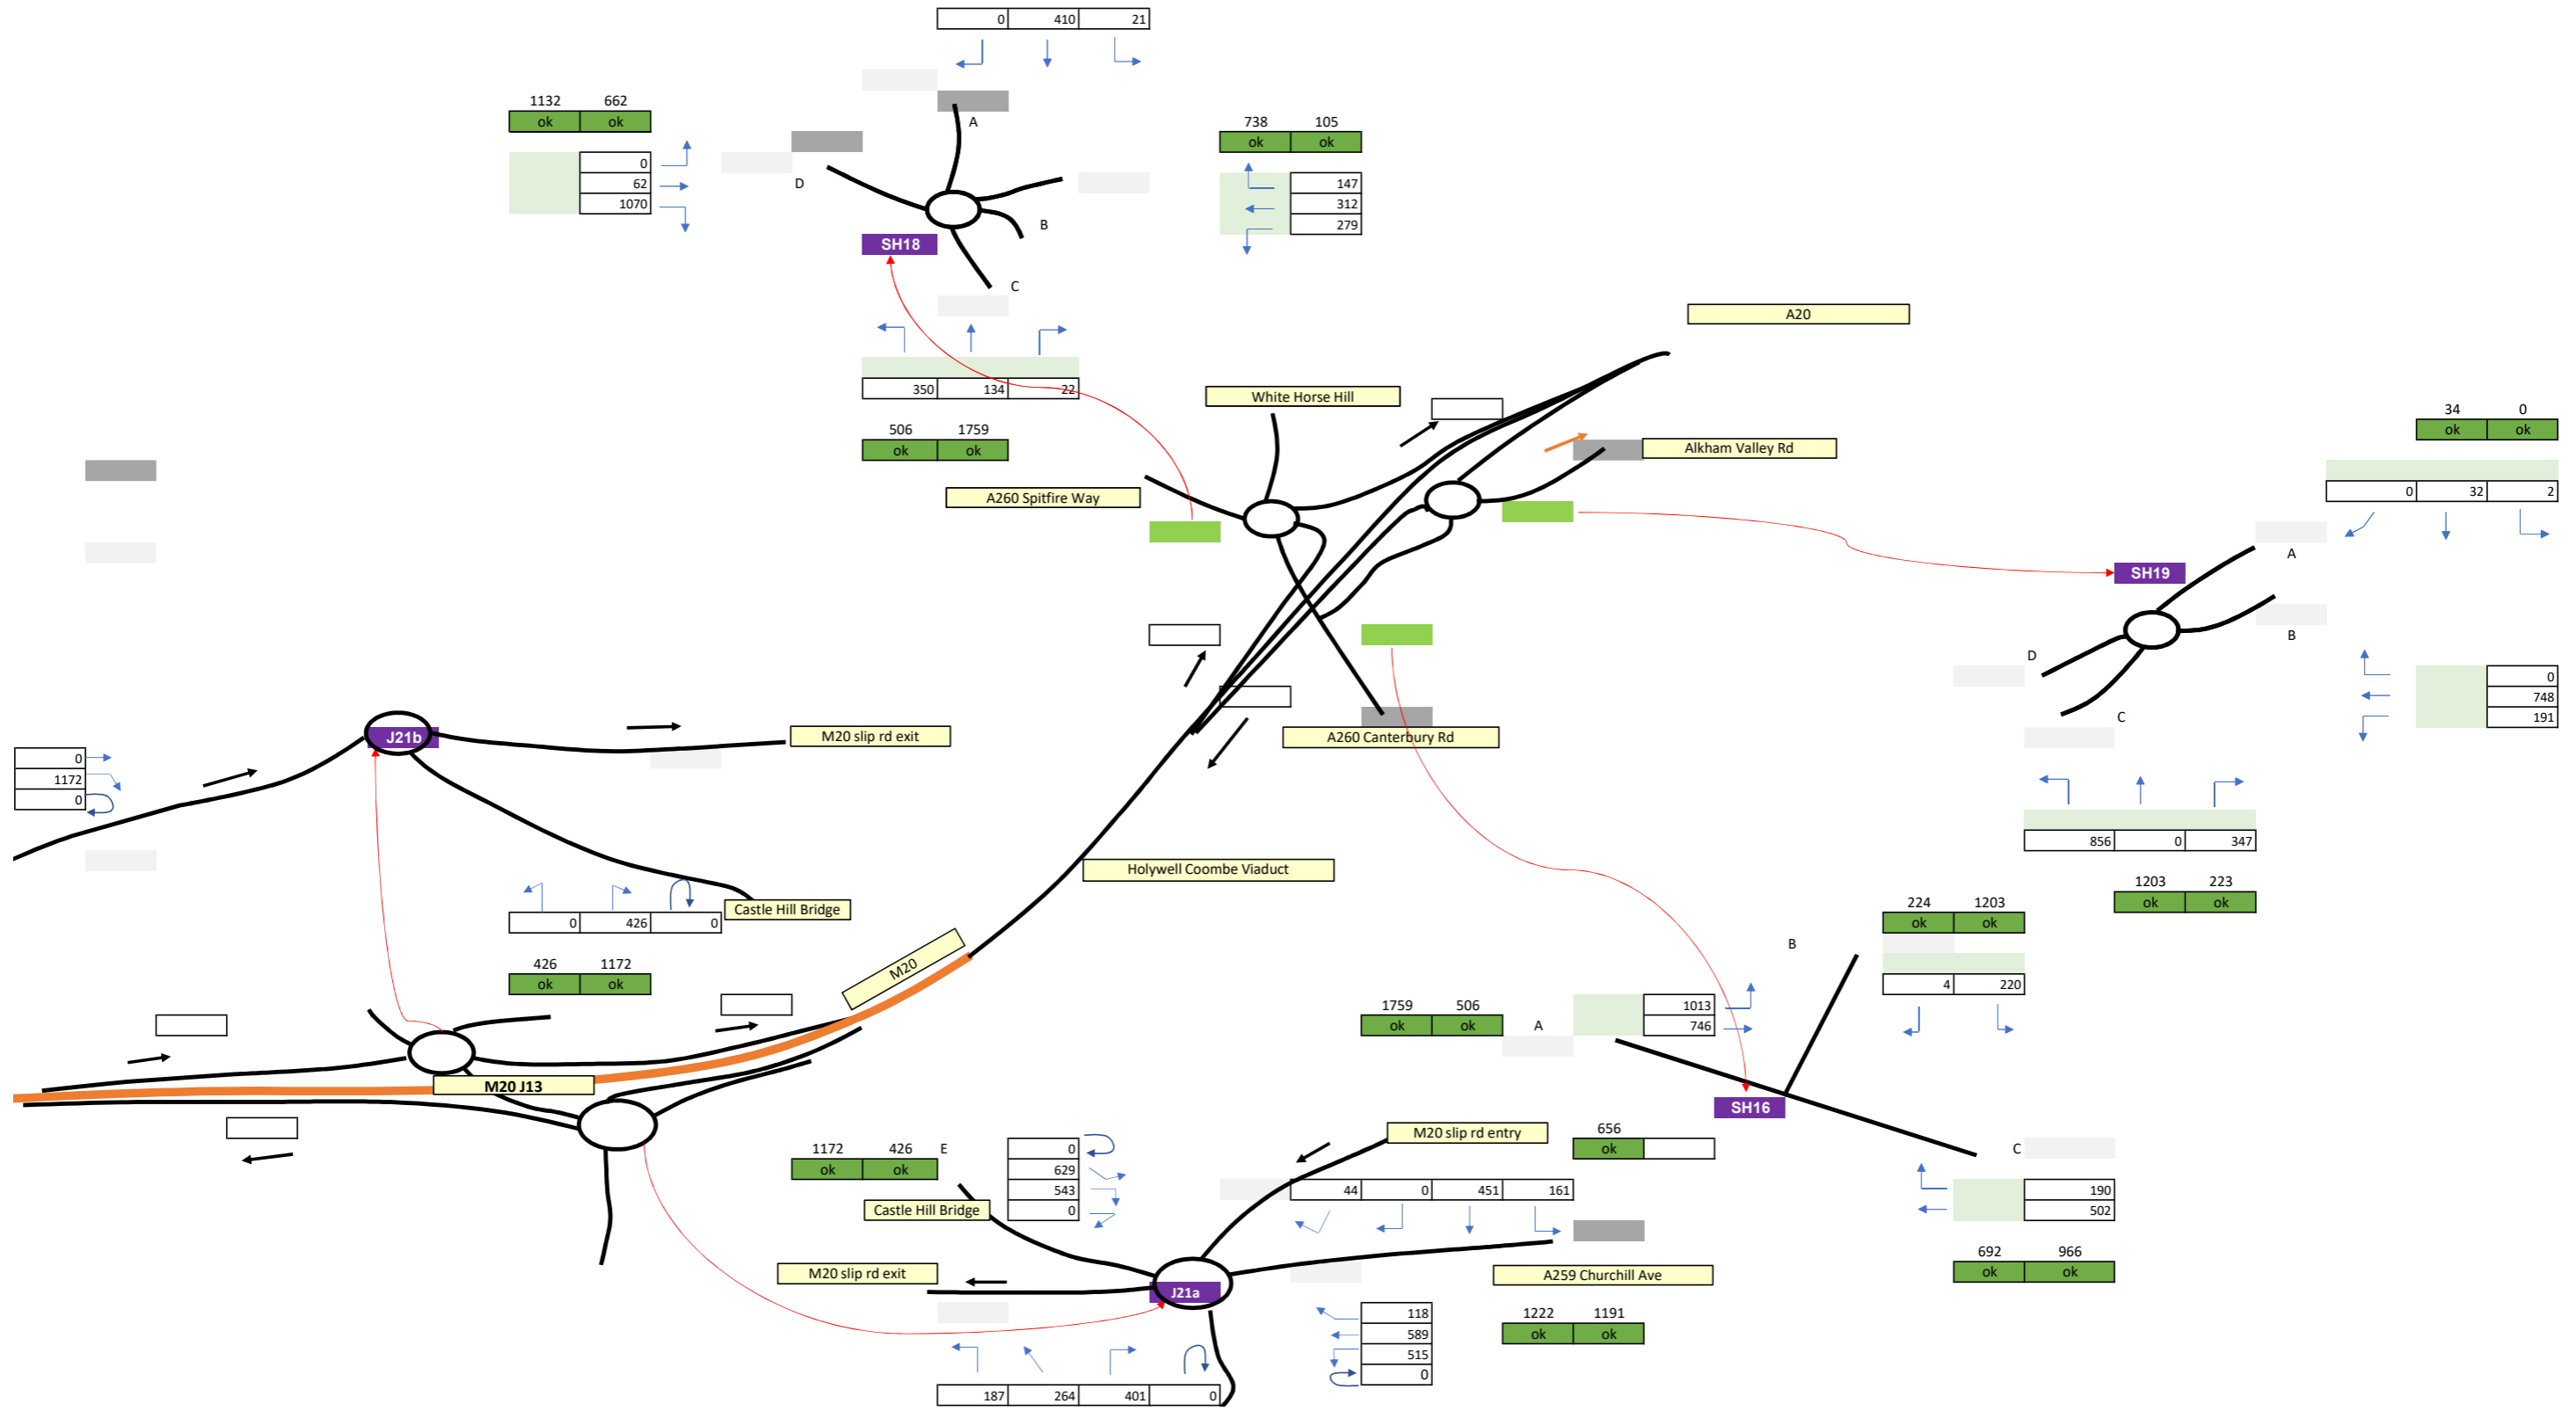 0 410 21
1132 662
ok ok
A
738 105
ok ok
0
62
1070
D
147
312
279
B
SH18
C
A20
350 134 22
White Horse Hill
506 1759
ok ok
34 0
ok ok
Alkham Valley Rd
A260 Spitfire Way
0 32 2
A
SH19
B
D
0
748
191
C
J21b
M20 slip rd exit
A260 Canterbury Rd
0
1172
0
856 0 347
Holywell Coombe Viaduct
1203 223
ok ok
224 1203
ok ok
Castle Hill Bridge
0 426 0
B
426 1172
ok ok
M20
4 220
1013
746
1759 506
ok ok
A
M20 J13
SH16
M20 slip rd entry
656
ok
1172 426
ok ok
E
0
629
543
0
C
44 0 451 161
190
502
Castle Hill Bridge
692 966
ok ok
M20 slip rd exit
A259 Churchill Ave
J21a
118
589
515
0
1222 1191
ok ok
187 264 401 0